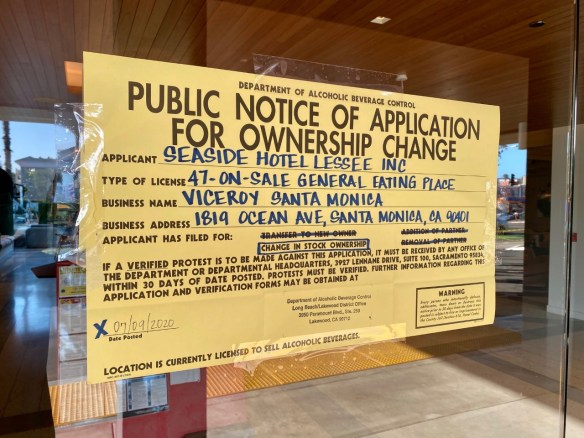 DEPARTMENT OF ALCOHOLIC BEVERAGE CONTROL
PUBLIC NOTICE OF APPLICATION
FOR OWNERSHIP CHANGE
APPLICANT SEASIDE HOTEL LESSEE INC
TYPE OF LICENSE 47-ON-SALE GENERAL EATING PLACE
BUSINESS NAME VICEROY SANTA MONICA
BUSINESS ADDRESS 1819 OCEAN AVE, SANTA MONICA, CA 90401
APPLICANT HAS FILED FOR: TRANSFER TO NEW OWNER ADDITION OF PARTNER
CHANGE IN STOCK OWNERSHIP REMOVAL OF PARTNER
IF A VERIFIED PROTEST IS TO BE MADE AGAINST THIS APPLICATION, IT MUST BE RECEIVED BY ANY OFFICE OF
THE DEPARTMENT OR DEPARTMENTAL HEADQUARTERS, 3927 LENNANE DRIVE, SUITE 100, SACRAMENTO 95834,
WITHIN 30 DAYS OF DATE POSTED. PROTESTS MUST BE VERIFIED. FURTHER INFORMATION REGARDING THIS
APPLICATION AND VERIFICATION FORMS MAY BE OBTAINED AT
Department of Alcoholic Beverage Control
Long Beach/Lakewood District Office
Lakewood, CA 90712
WARNING
X 07/09/2020
Date Posted
LOCATION IS CURRENTLY LICENSED TO SELL ALCOHOLIC BEVERAGES.